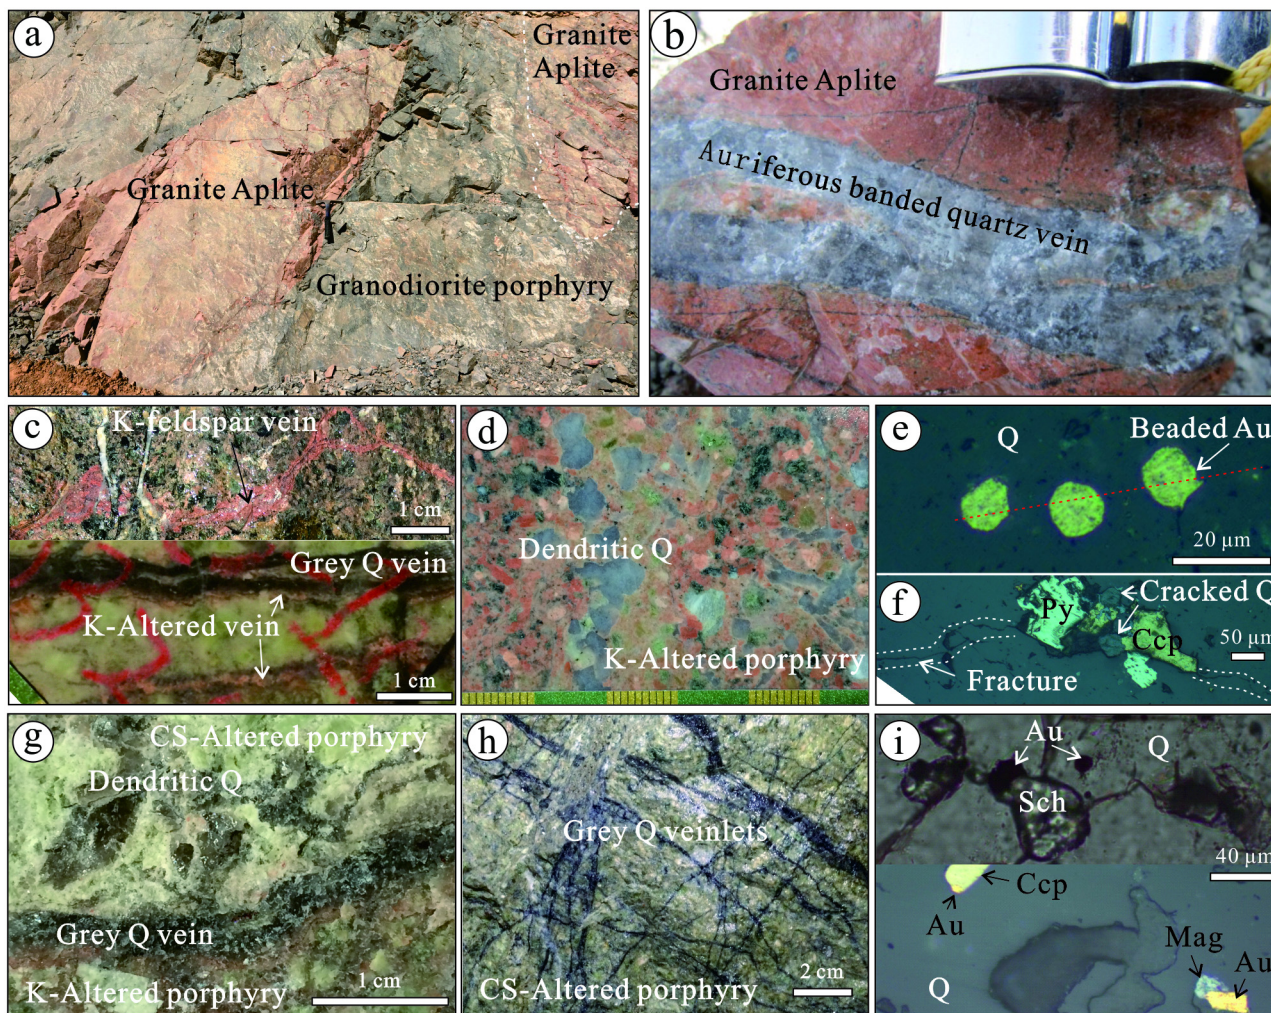 a
Granite
Aplite
Granite Aplite
Granodiorite porphyry
b
Granite Aplite
Auriferous banded quartz vein
c
K-feldspar vein
1 cm
Grey Q vein
K-Altered vein
1 cm
d
Dendritic Q
K-Altered porphyry
e
Q
Beaded Au
20 μm
f
Cracked Q
Py
Ccp
50 μm
Fracture
g
CS-Altered porphyry
Dendritic Q
Grey Q vein
1 cm
K-Altered porphyry
h
Grey Q veinlets
2 cm
CS-Altered porphyry
i
Au
Q
Sch
40 μm
Ccp
Au
Mag
Au
Q